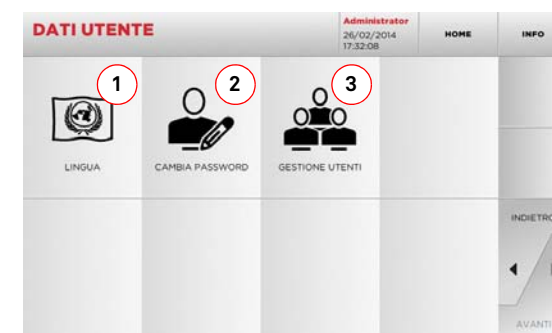 DATI UTENTE
Administrator
26/02/2014
17:32:08
HOME
INFO
1
2
3
LINGUA
CAMBIA PASSWORD
GESTIONE UTENTI
INDIETRO
AVANTI